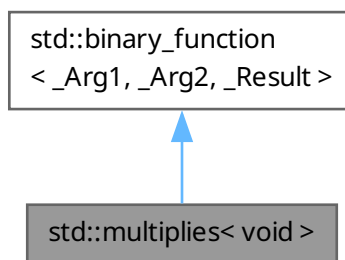 std::binary_function
< _Arg1, _Arg2, _Result >
std::multiplies< void >